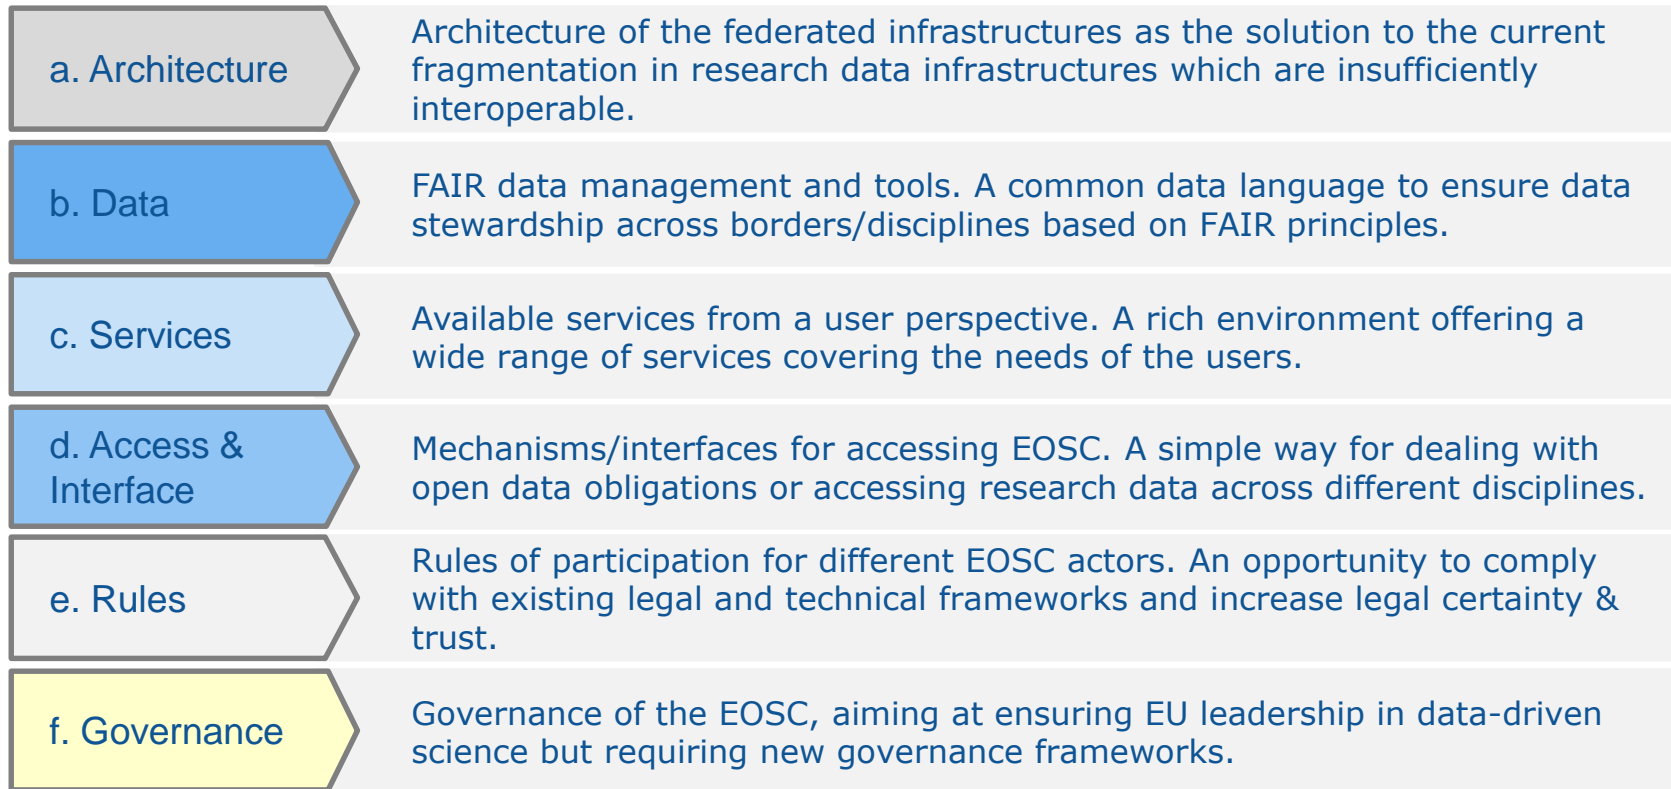 a. Architecture
Architecture of the federated infrastructures as the solution to the current
fragmentation in research data infrastructures which are insufficiently
interoperable.
b. Data
FAIR data management and tools. A common data language to ensure data
stewardship across borders/disciplines based on FAIR principles.
c. Services
Available services from a user perspective. A rich environment offering a
wide range of services covering the needs of the users.
d. Access &
Interface
Mechanisms/interfaces for accessing EOSC. A simple way for dealing with
open data obligations or accessing research data across different disciplines.
e. Rules
Rules of participation for different EOSC actors. An opportunity to comply
with existing legal and technical frameworks and increase legal certainty &
trust.
f. Governance
Governance of the EOSC, aiming at ensuring EU leadership in data-driven
science but requiring new governance frameworks.